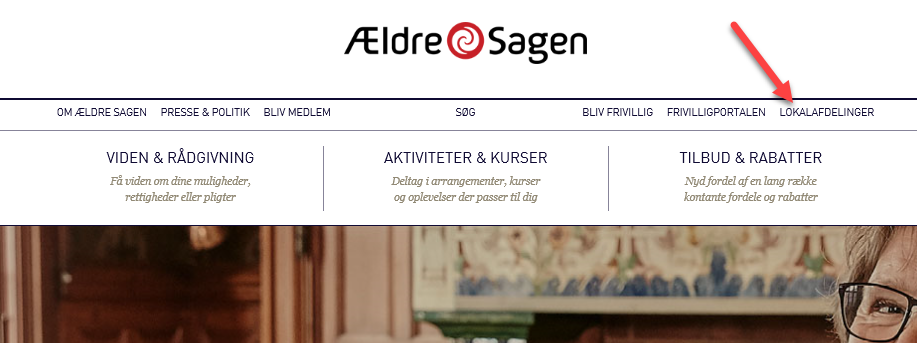 Ældre Sagen
OM ÆLDRE SAGEN PRESSE & POLITIK BLIV MEDLEM SØG BLIV FRIVILLIG FRIVILLIGPORTALEN LOKALAFDELINGER
VIDEN & RÅDGIVNING
Få viden om dine muligheder,
rettigheder eller pligter
AKTIVITETER & KURSER
Deltag i arrangementer, kurser
og oplevelser der passer til dig
TILBUD & RABATTER
Nyd fordel af en lang række
kontante fordele og rabatter